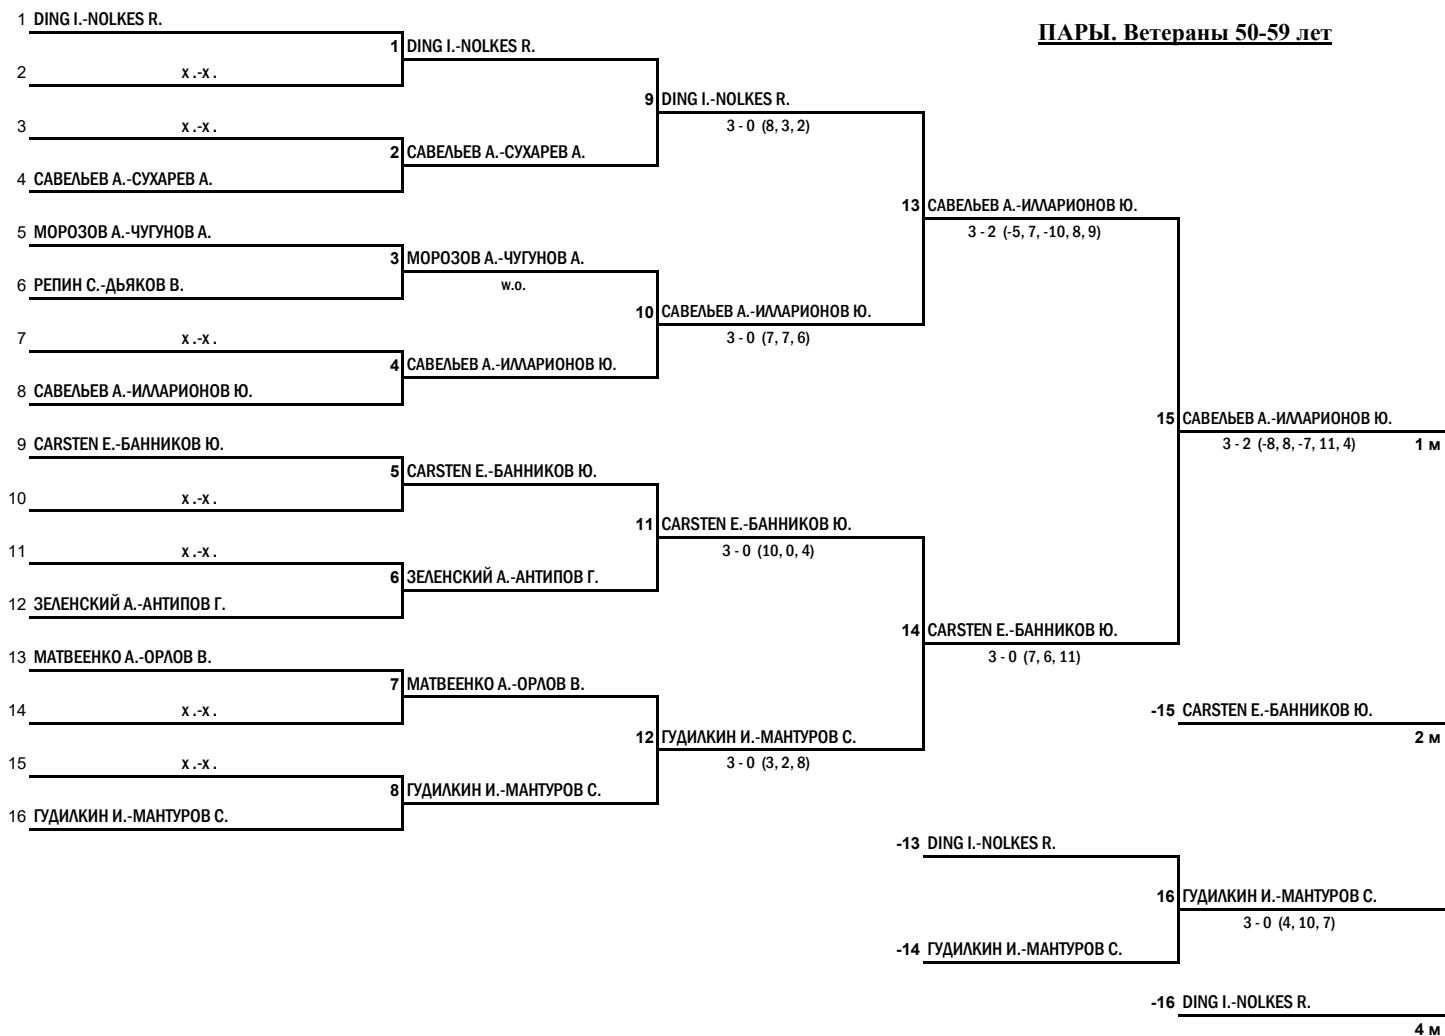 1 DING I.-NOLKES R.
ПАРЫ. Ветераны 50-59 лет
1 DING I.-NOLKES R.
2 х .-х .
9 DING I.-NOLKES R.
3 - 0 (8, 3, 2)
3 х .-х .
2 САВЕЛЬЕВ А.-СУХАРЕВ А.
4 САВЕЛЬЕВ А.-СУХАРЕВ А.
13 САВЕЛЬЕВ А.-ИЛЛАРИОНОВ Ю.
3 - 2 (-5, 7, -10, 8, 9)
5 МОРОЗОВ А.-ЧУГУНОВ А.
3 МОРОЗОВ А.-ЧУГУНОВ А.
w.o.
6 РЕПИН С.-ДЬЯКОВ В.
10 САВЕЛЬЕВ А.-ИЛЛАРИОНОВ Ю.
3 - 0 (7, 7, 6)
7 х .-х .
4 САВЕЛЬЕВ А.-ИЛЛАРИОНОВ Ю.
8 САВЕЛЬЕВ А.-ИЛЛАРИОНОВ Ю.
15 САВЕЛЬЕВ А.-ИЛЛАРИОНОВ Ю.
3 - 2 (-8, 8, -7, 11, 4) 1 м
9 CARSTEN E.-БАННИКОВ Ю.
5 CARSTEN E.-БАННИКОВ Ю.
10 х .-х .
11 CARSTEN E.-БАННИКОВ Ю.
3 - 0 (10, 0, 4)
11 х .-х .
6 ЗЕЛЕНСКИЙ А.-АНТИПОВ Г.
12 ЗЕЛЕНСКИЙ А.-АНТИПОВ Г.
14 CARSTEN E.-БАННИКОВ Ю.
3 - 0 (7, 6, 11)
13 МАТВЕЕНКО А.-ОРЛОВ В.
7 МАТВЕЕНКО А.-ОРЛОВ В.
14 х .-х .
-15 CARSTEN E.-БАННИКОВ Ю.
2 м
12 ГУДИЛКИН И.-МАНТУРОВ С.
3 - 0 (3, 2, 8)
15 х .-х .
8 ГУДИЛКИН И.-МАНТУРОВ С.
16 ГУДИЛКИН И.-МАНТУРОВ С.
-13 DING I.-NOLKES R.
16 ГУДИЛКИН И.-МАНТУРОВ С.
3 - 0 (4, 10, 7)
-14 ГУДИЛКИН И.-МАНТУРОВ С.
-16 DING I.-NOLKES R.
4 м